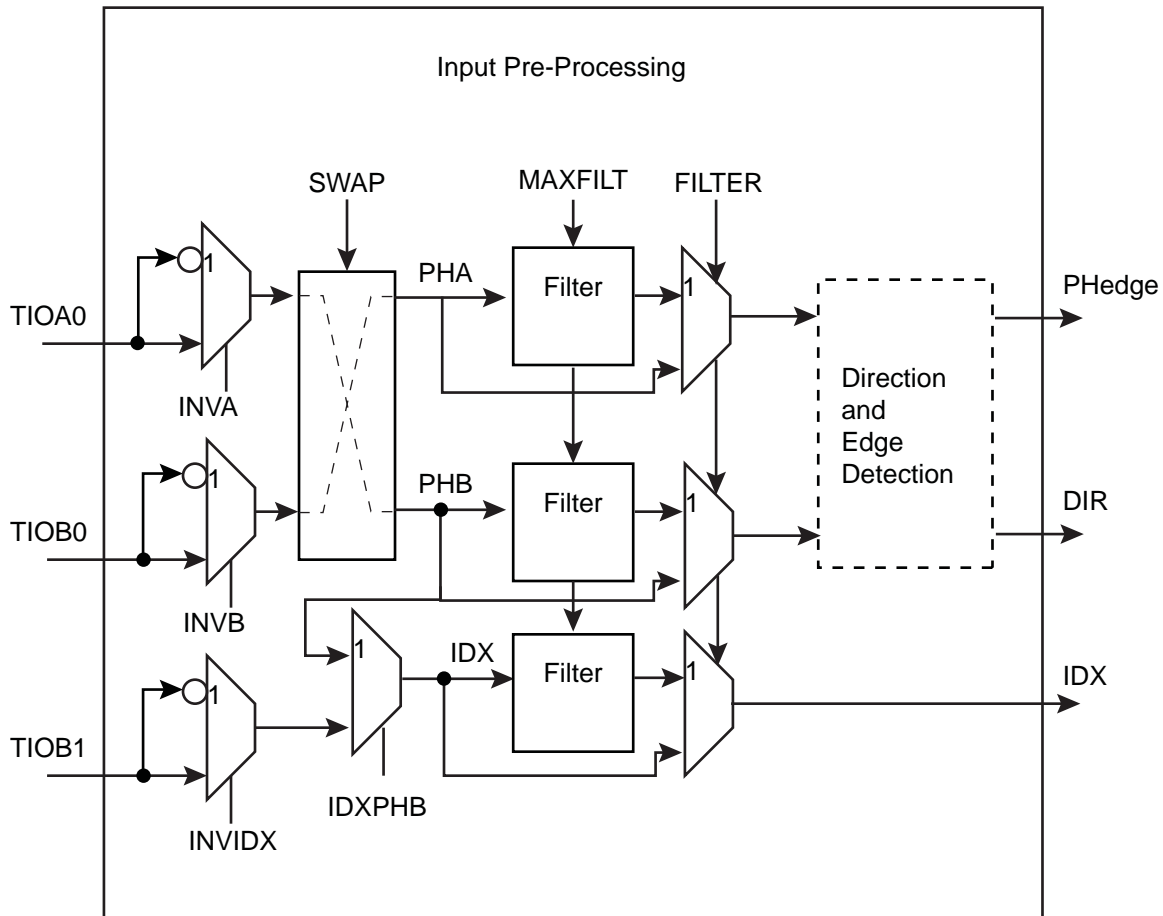 Input Pre-Processing
SWAP
MAXFILT
FILTER
1
PHA
Filter
1
PHedge
TIOA0
Direction
and
Edge
Detection
INVA
1
PHB
Filter
1
DIR
TIOB0
INVB
1
IDX
Filter
1
IDX
1
TIOB1
IDXPHB
INVIDX